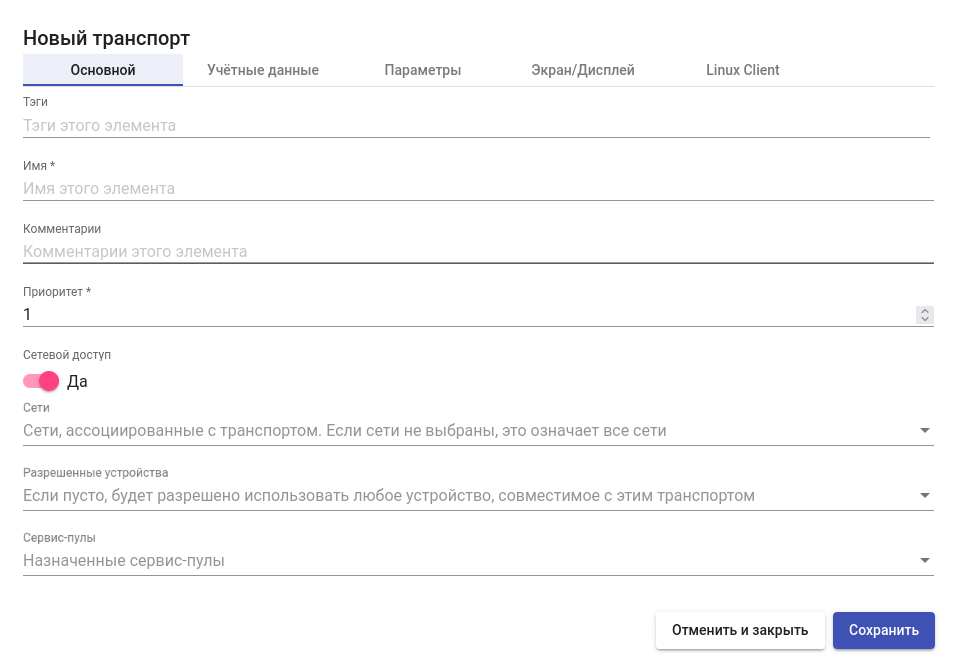 Новый транспорт
Основной Учётные данные Параметры Экран/Дисплей Linux Client
Тэги
Тэги этого элемента
Имя *
Имя этого элемента
Комментарии
Комментарии этого элемента
Приоритет *
1
Сетевой доступ
Да
Сети
Сети, ассоциированные с транспортом. Если сети не выбраны, это означает все сети
Разрешенные устройства
Если пусто, будет разрешено использовать любое устройство, совместимое с этим транспортом
Сервис-пулы
Назначенные сервис-пулы
Отменить и закрыть Сохранить